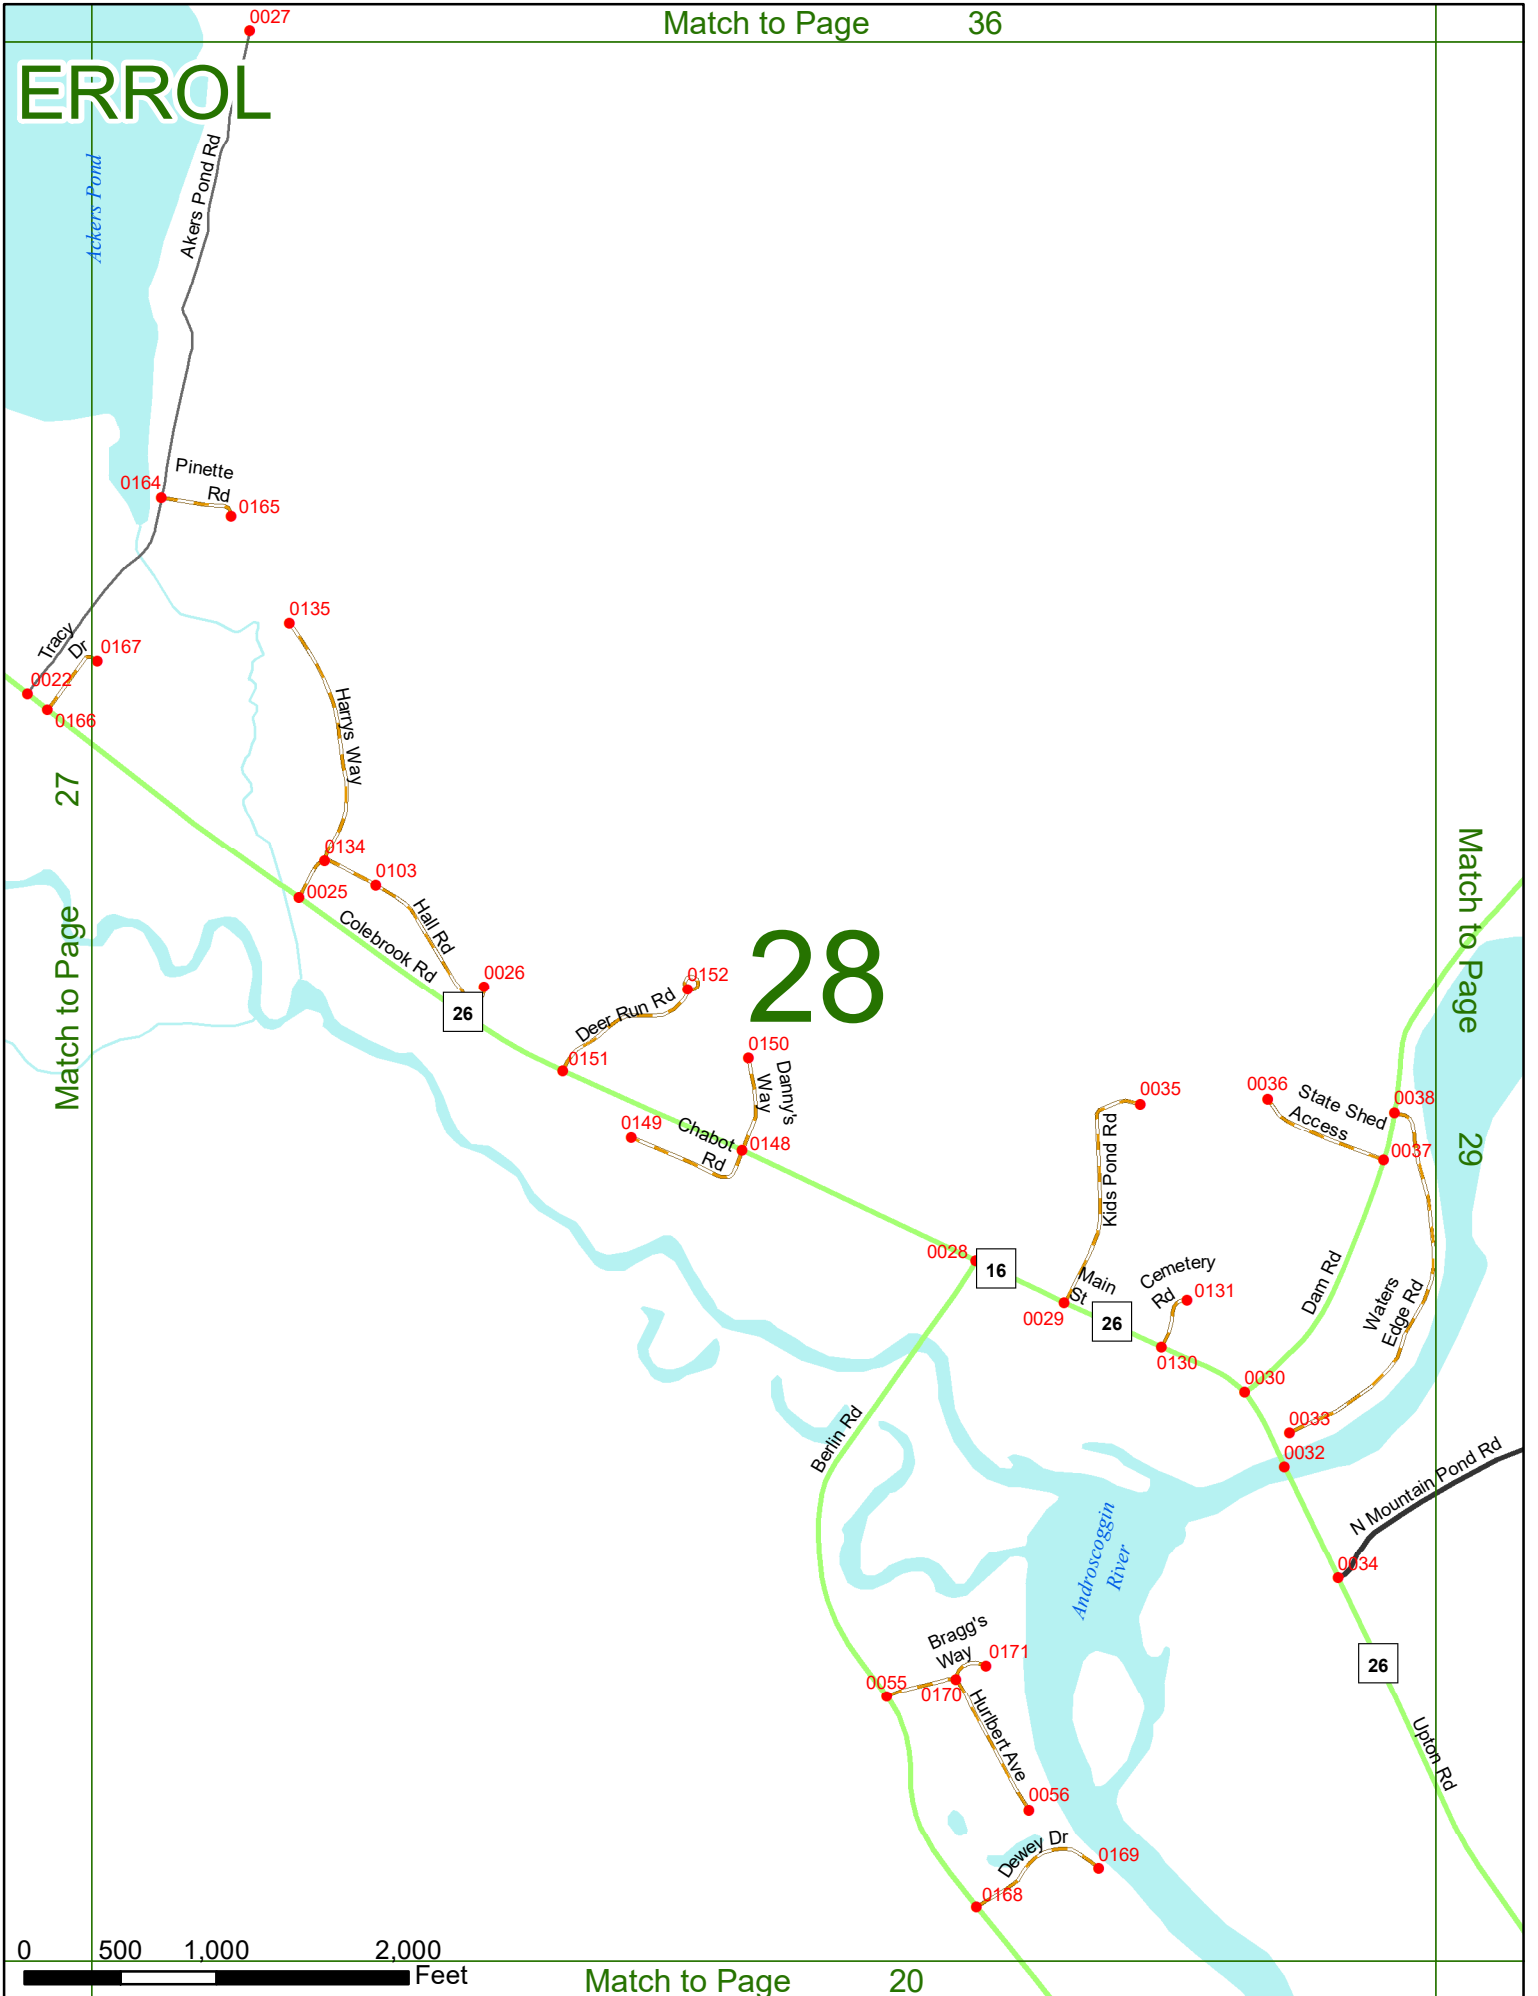 Match to Page 36
0027
ERROL
Ackers Pond
Akers Pond Rd
Pinette
Rd
0164
0165
0135
Tracy
Dr
0167
0022
0166
Harrys Way
27
Match to Page
0134
0103
0025
Hall Rd
Colebrook Rd
0026
26
28
0152
Deer Run Rd
0151
0150
Danny's
Way
0149
Chabot
Rd
0148
Match to Page
29
0035
0036
State Shed
Access
0038
0037
Kids Pond Rd
0028
16
Main
St
0029
26
Cemetery
Rd
0131
0130
Dam Rd
Waters
Edge Rd
0030
0033
0032
Berlin Rd
N Mountain Pond Rd
0034
Androscoggin
River
Bragg's
Way
0171
0055
0170
Hurlbert Ave
26
Upton Rd
0056
Dewey Dr
0169
0168
0 500 1,000 2,000
Feet
Match to Page 20